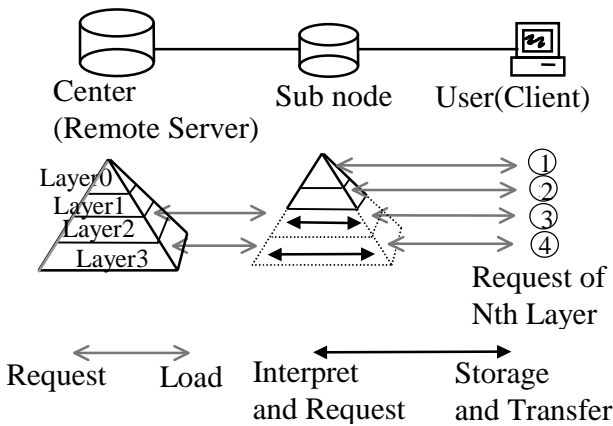 Center
(Remote Server)
Sub node
User(Client)
Layer0
Layer1
Layer2
Layer3
1
2
3
4
Request of
Nth Layer
Request
Load
Interpret
and Request
Storage
and Transfer